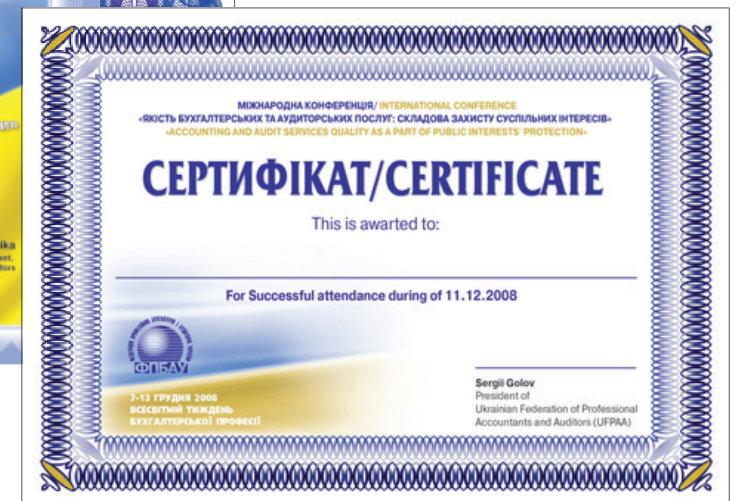 МІЖНАРОДНА КОНФЕРЕНЦІЯ/ INTERNATIONAL CONFERENCE
«ЯКІСТЬ БУХГАЛТЕРСЬКИХ ТА АУДИТОРСЬКИХ ПОСЛУГ: СКЛАДОВА ЗАХИСТУ СУСПІЛЬНИХ ІНТЕРЕСІВ»
«ACCOUNTING AND AUDIT SERVICES QUALITY AS A PART OF PUBLIC INTERESTS' PROTECTION»
СЕРТИФІКАТ/CERTIFICATE
This is awarted to:
For Successful attendance during of 11.12.2008
ФПБАУ
7-13 ГРУДНЯ 2008
ВСЕСВІТНІЙ ТИЖДЕНЬ
БУХГАЛТЕРСЬКОЇ ПРОФЕСІЇ
Sergii Golov
President of
Ukrainian Federation of Professional
Accountants and Auditors (UFPAA)